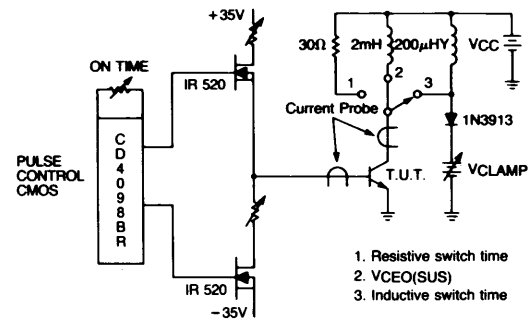 +35V
30Ω
2mH
200μHY
VCC
ON TIME
IR 520
1
2
3
Current Probe
1N3913
PULSE
CONTROL
CMOS
CD4098BR
T.U.T.
VCLAMP
IR 520
−35V
1. Resistive switch time
2. VCEO(SUS)
3. Inductive switch time